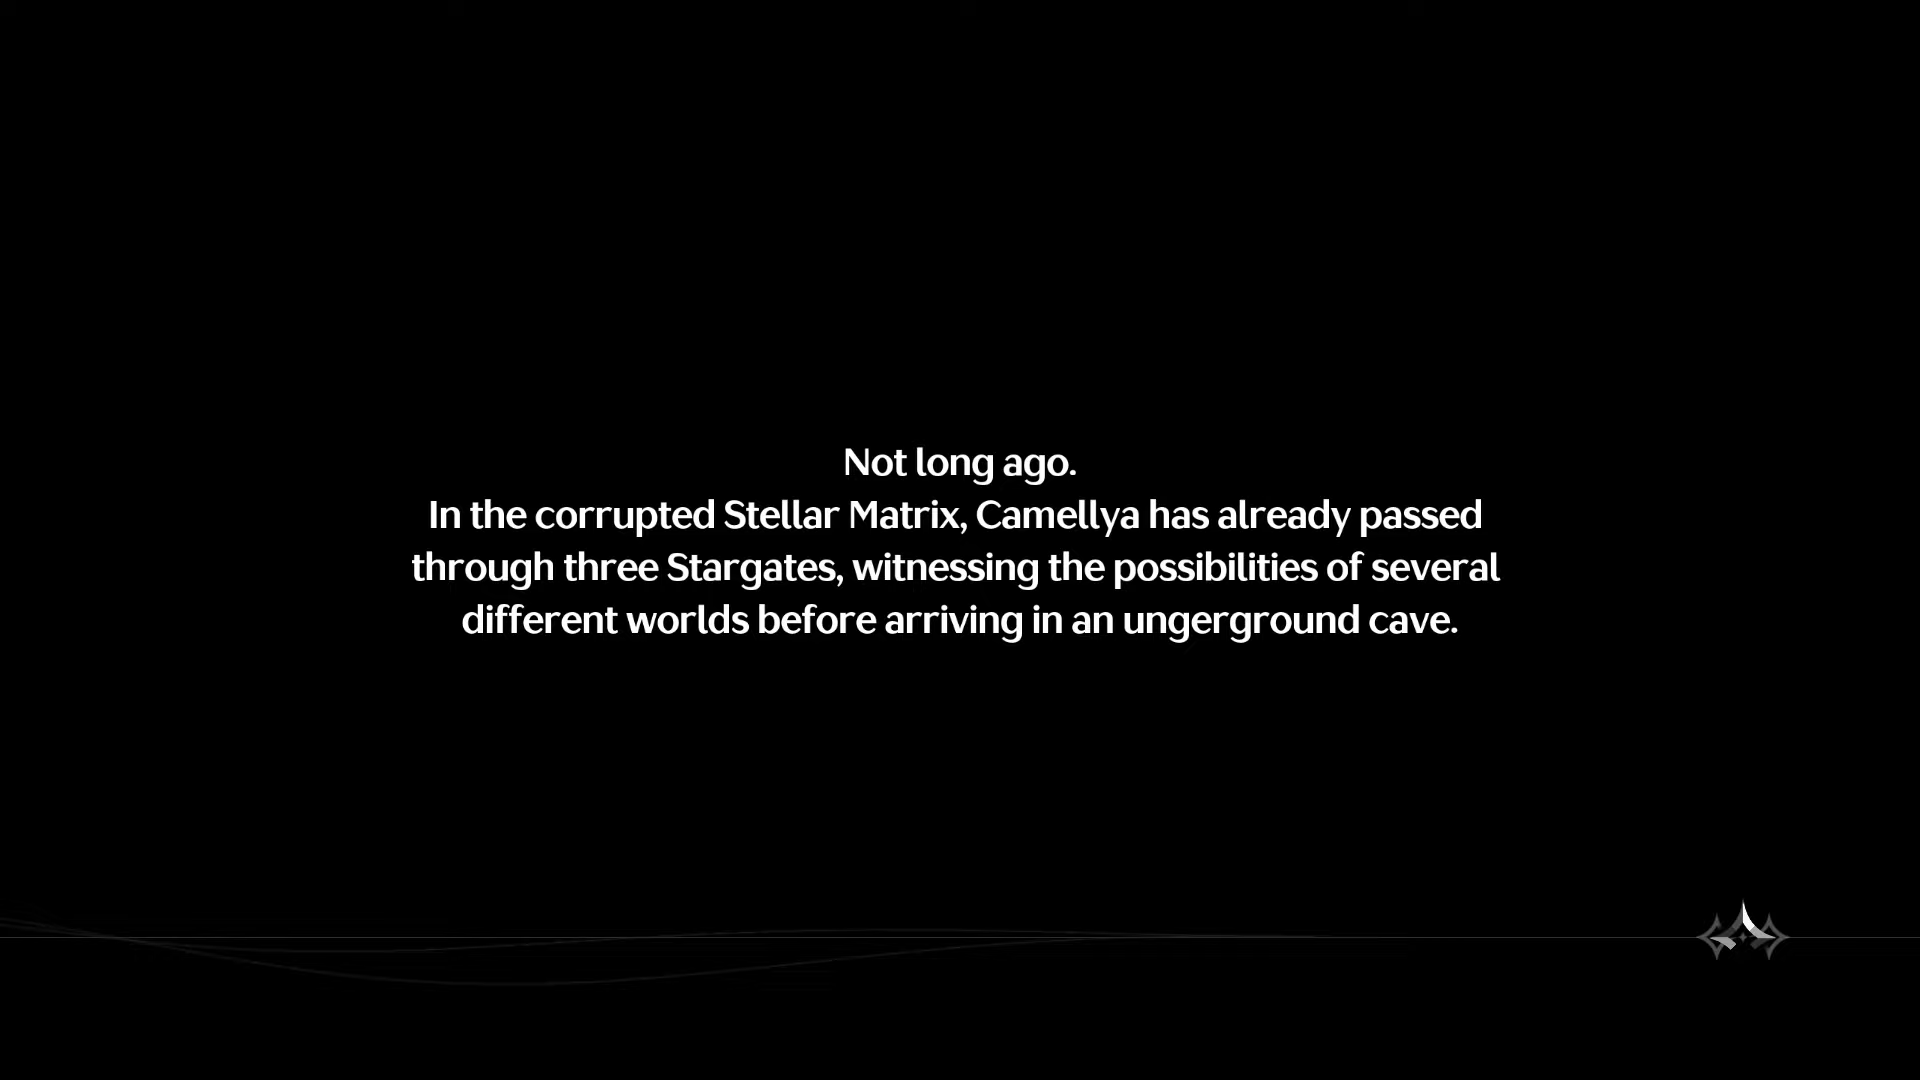 Not long ago.
In the corrupted Stellar Matrix, Camellya has already passed
through three Stargates, witnessing the possibilities of several
different worlds before arriving in an ungerground cave.